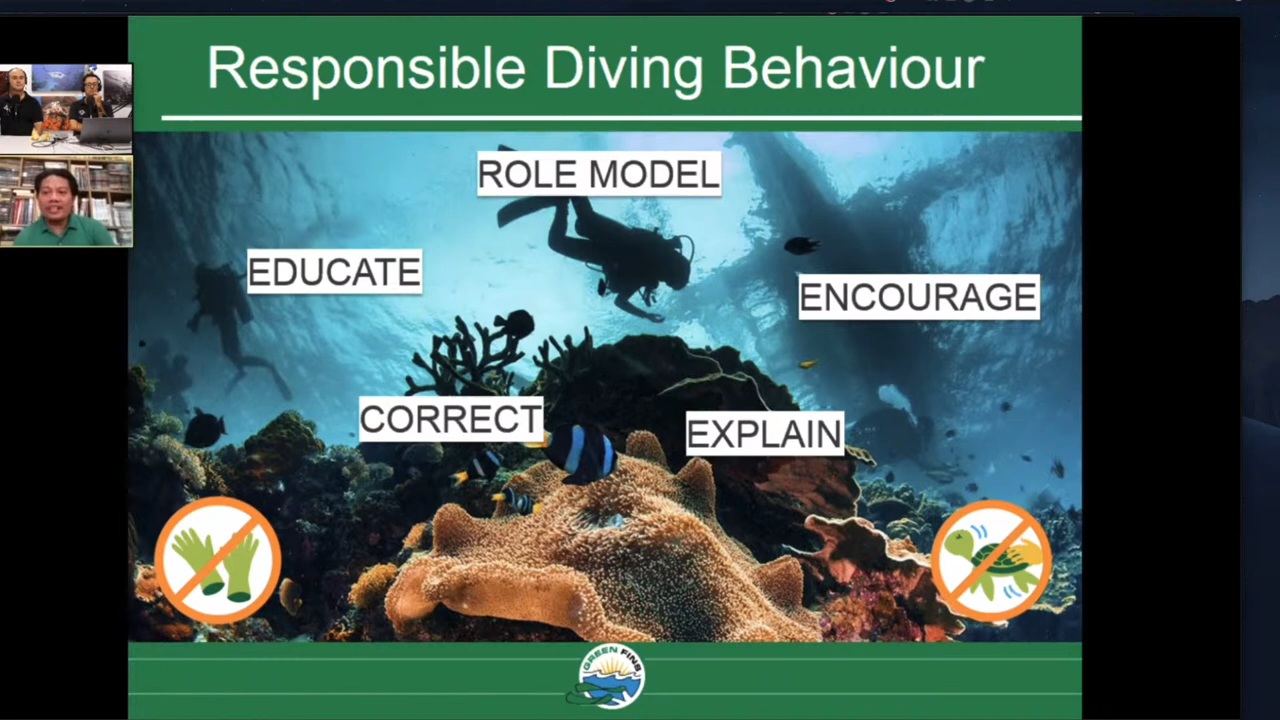 Responsible Diving Behaviour
ROLE MODEL
EDUCATE
ENCOURAGE
CORRECT
EXPLAIN
GREEN FINS